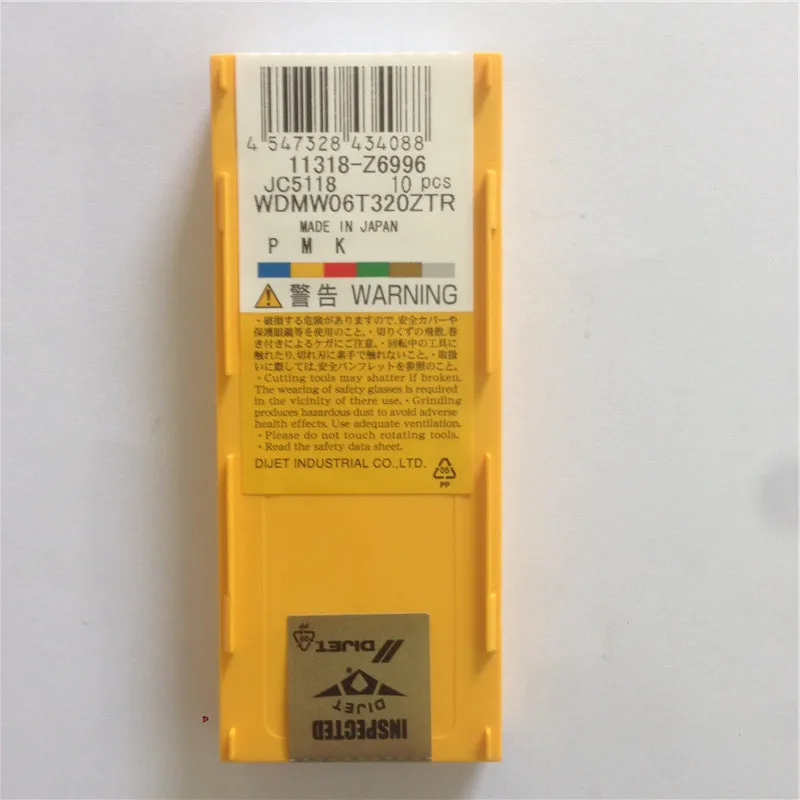 4 547328 434088
11318-Z6996
JC5118 10 pcs
WDMW06T320ZTR
MADE IN JAPAN
P M K
警告 WARNING
・破損する危険がありますので、安全カバーや
保護眼鏡等を使用のこと。・切りくずの飛散、巻
き付きによるケガにご注意。・回転中の工具に
触れたり、切れ刃に素手で触れないこと。・取扱
いに際しては、安全パンフレットを参照のこと。
・Cutting tools may shatter if broken.
The wearing of safety glasses is required
in the vicinity of there use.・Grinding
produces hazardous dust to avoid adverse
health effects. Use adequate ventilation.
・Please do not touch rotating tools.
・Read the safety data sheet.
DIJET INDUSTRIAL CO.,LTD.
05
PP
PP
05
DIJET
DIJET
INSPECTED
P